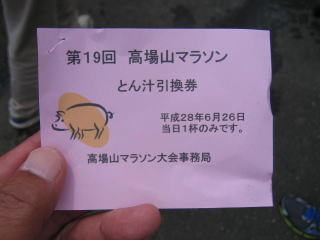 第19回 高場山マラソン
とん汁引換券
平成28年6月26日
当日1杯のみです。
高場山マラソン大会事務局